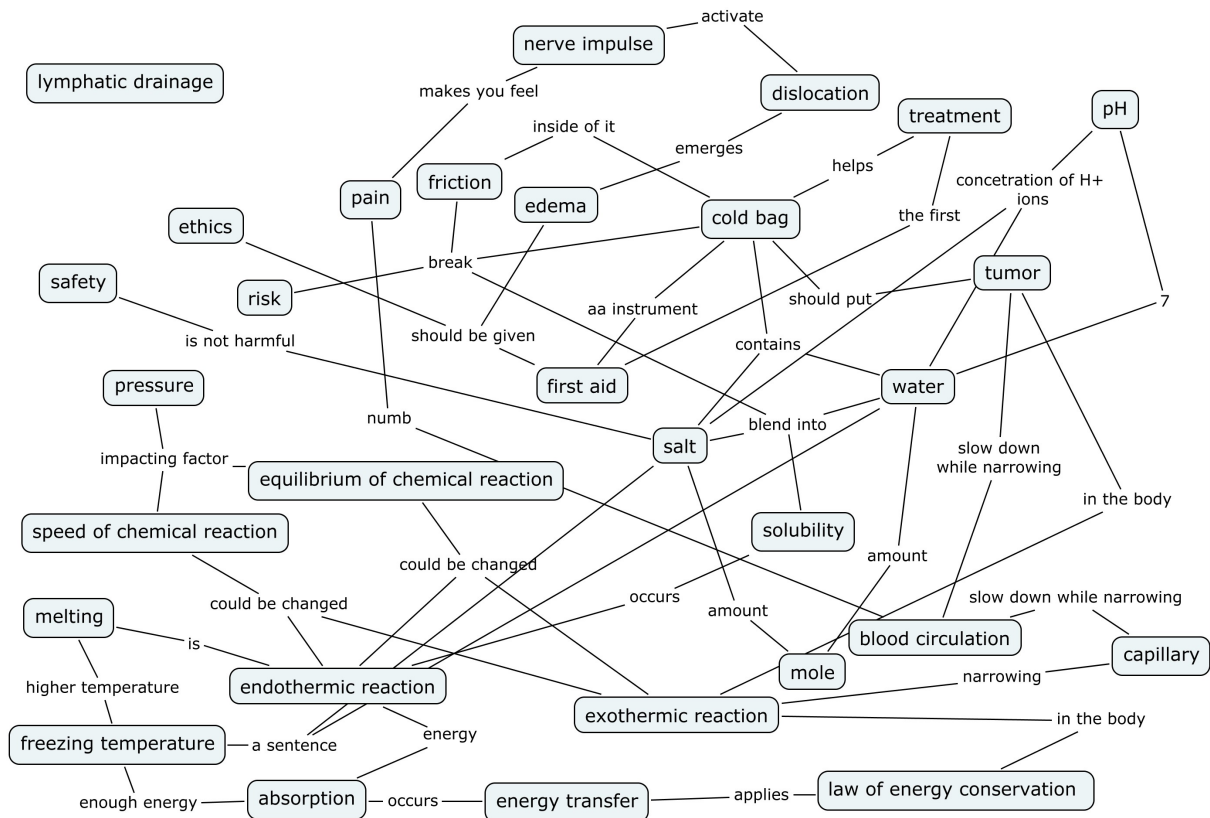 activate
nerve impulse
lymphatic drainage
makes you feel
dislocation
treatment
pH
inside of it
emerges
helps
friction
concetration of H+
ions
pain
edema
cold bag
the first
ethics
break
safety
risk
tumor
should put
7
aa instrument
should be given
is not harmful
contains
pressure
first aid
water
numb
blend into
salt
impacting factor
slow down
while narrowing
equilibrium of chemical reaction
in the body
speed of chemical reaction
solubility
could be changed
amount
could be changed
occurs
amount
slow down while narrowing
melting
is
blood circulation
capillary
higher temperature
endothermic reaction
mole
narrowing
exothermic reaction
in the body
freezing temperature
a sentence
energy
enough energy
absorption
occurs
energy transfer
applies
law of energy conservation